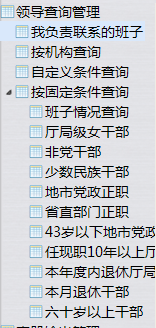 领导查询管理
我负责联系的班子
按机构查询
自定义条件查询
按固定条件查询
班子情况查询
厅局级女干部
非党干部
少数民族干部
地市党政正职
省直部门正职
43岁以下地市党政
任现职10年以上厅
本年度内退休厅局
本月退休干部
六十岁以上干部